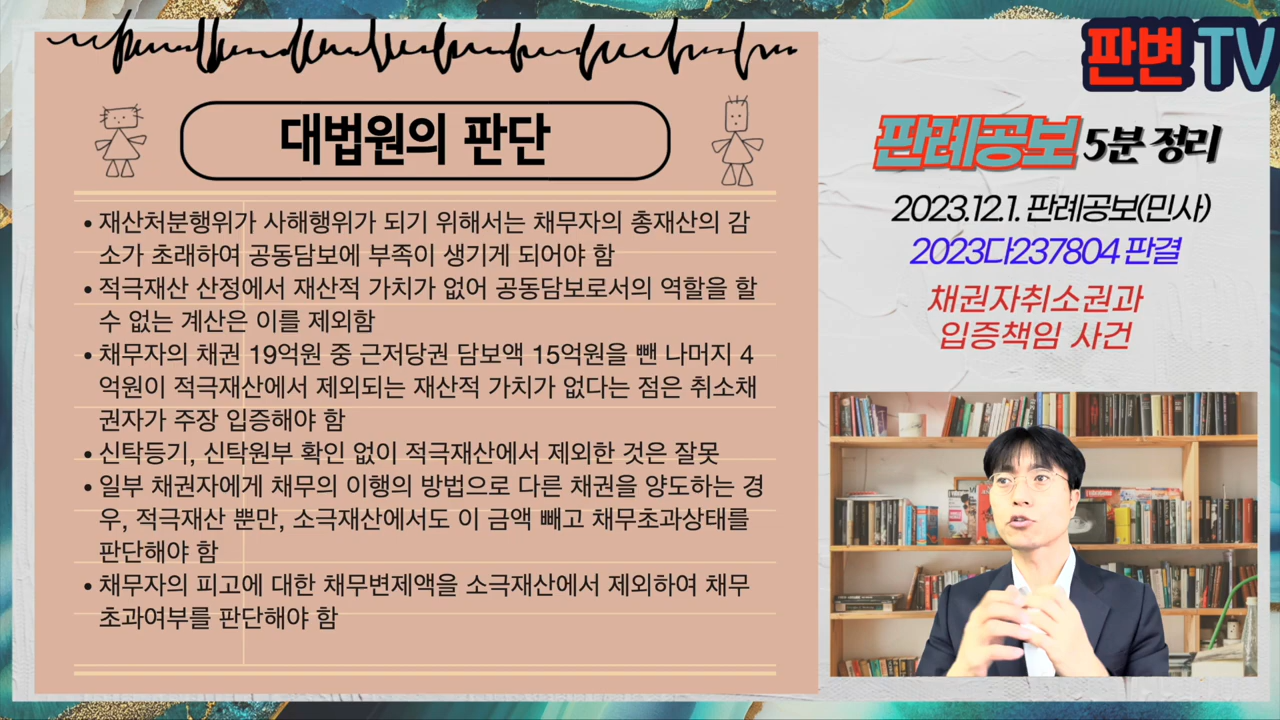 대법원의 판단
• 재산처분행위가 사해행위가 되기 위해서는 채무자의 총재산의 감
소가 초래하여 공동담보에 부족이 생기게 되어야 함
• 적극재산 산정에서 재산적 가치가 없어 공동담보로서의 역할을 할
수 없는 계산은 이를 제외함
• 채무자의 채권 19억원 중 근저당권 담보액 15억원을 뺀 나머지 4
억원이 적극재산에서 제외되는 재산적 가치가 없다는 점은 취소채
권자가 주장 입증해야 함
• 신탁등기, 신탁원부 확인 없이 적극재산에서 제외한 것은 잘못
• 일부 채권자에게 채무의 이행의 방법으로 다른 채권을 양도하는 경
우, 적극재산 뿐만, 소극재산에서도 이 금액 빼고 채무초과상태를
판단해야 함
• 채무자의 피고에 대한 채무변제액을 소극재산에서 제외하여 채무
초과여부를 판단해야 함
판변 TV
판례공보 5분 정리
2023.12.1. 판례공보(민사)
2023다237804 판결
채권자취소권과
입증책임 사건